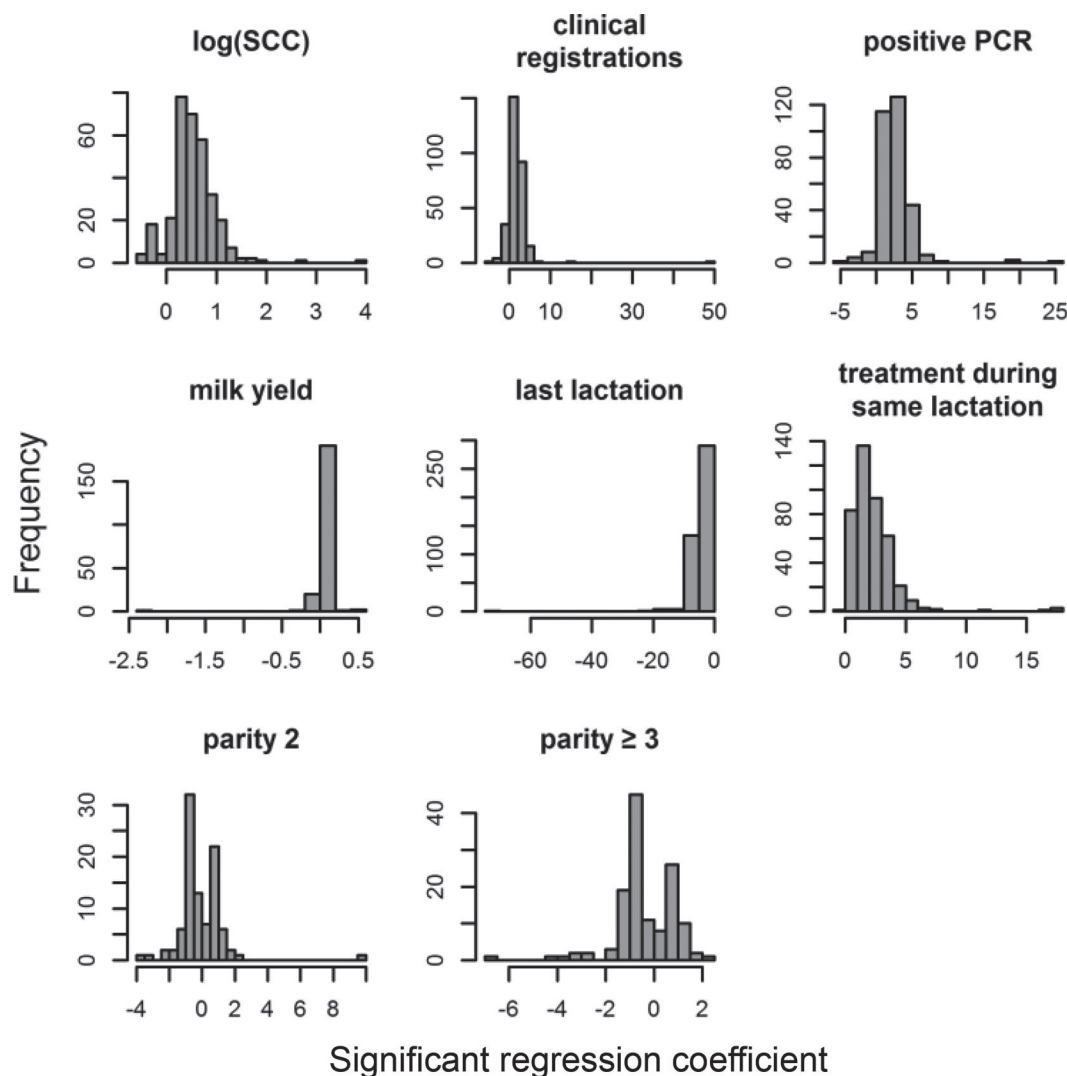 log(SCC)
clinical
registrations
positive PCR
60
20
0
0 1 2 3 4
100
50
0
0 10 30 50
120
80
40
0
-5 5 15 25
milk yield
last lactation
treatment during
same lactation
Frequency
150
50
0
-2.5 -1.5 -0.5 0.5
250
100
0
-60 -40 -20 0
140
80
40
0
0 5 10 15
parity 2
parity ≥ 3
30
20
10
0
-4 0 2 4 6 8
40
20
0
-6 -4 -2 0 2
Significant regression coefficient